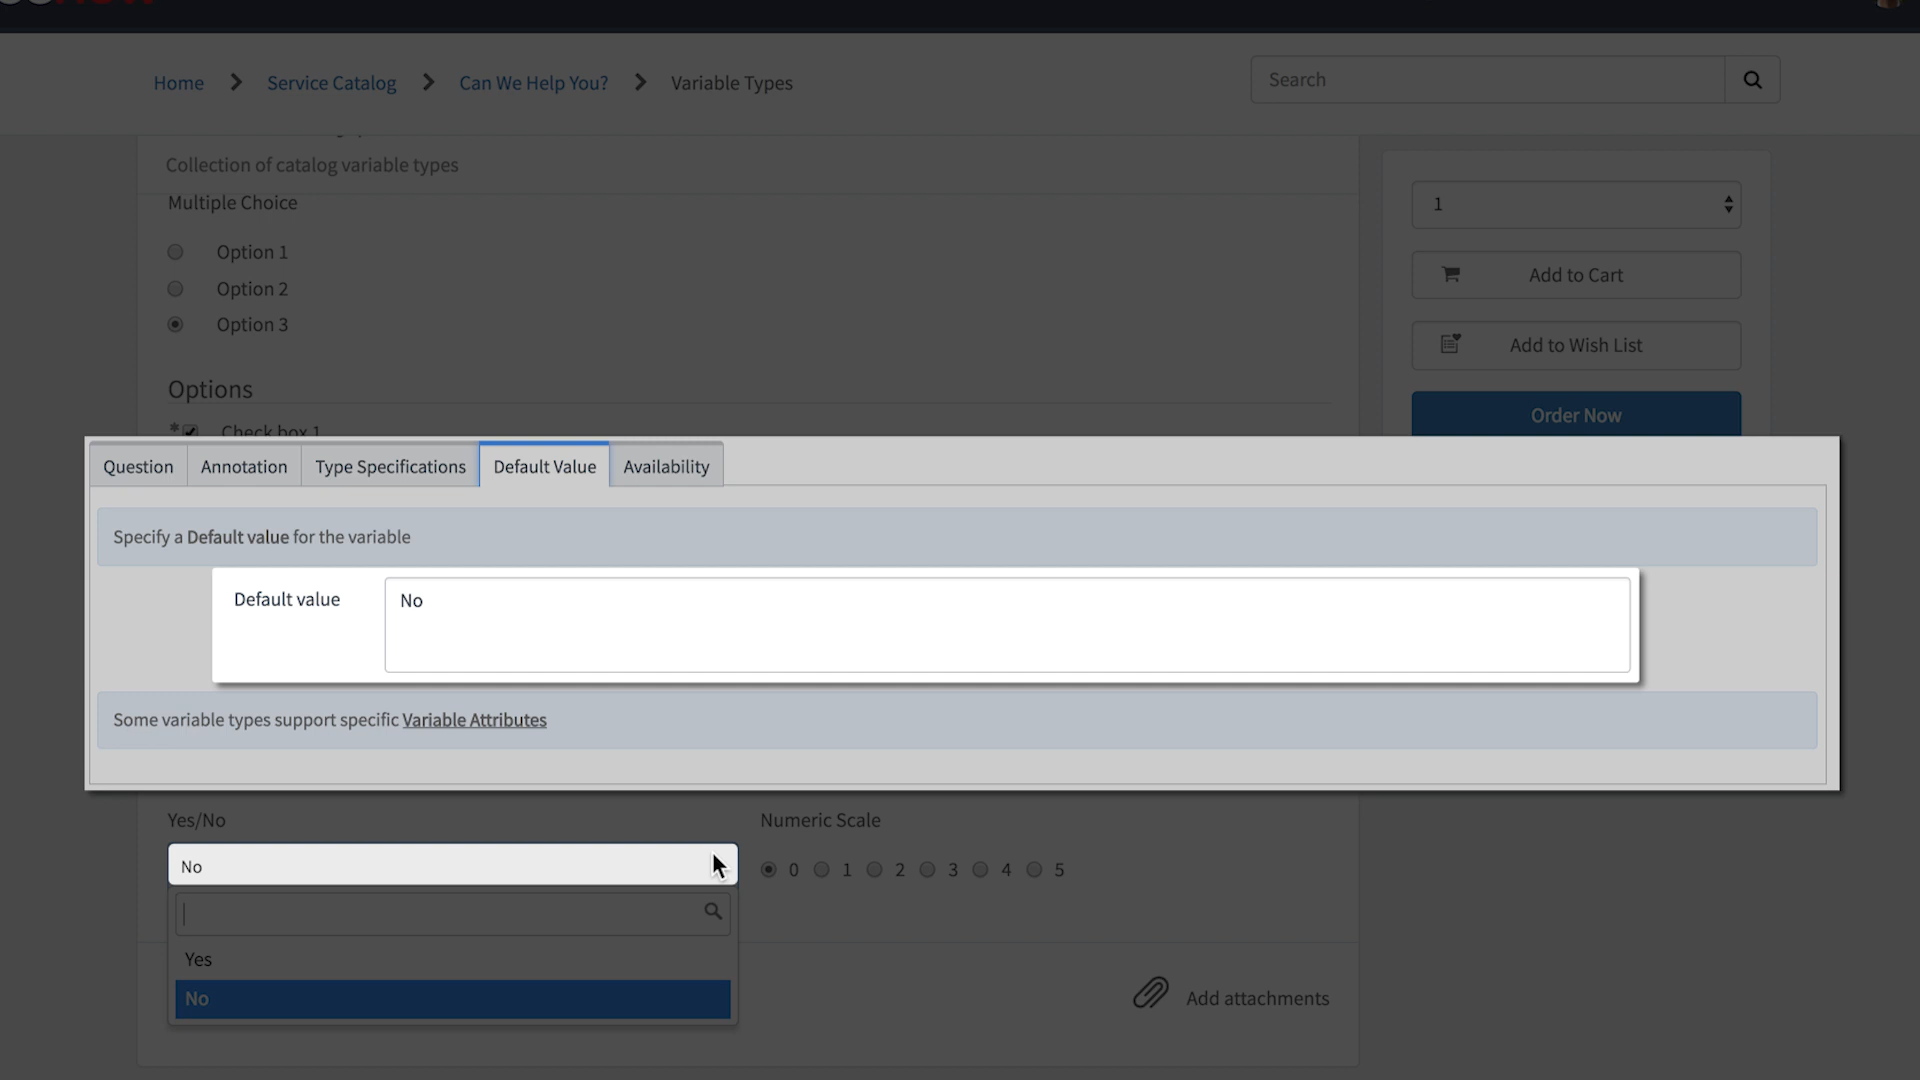 Home > Service Catalog > Can We Help You? > Variable Types
Search
Collection of catalog variable types
Multiple Choice
Option 1
Option 2
Option 3
Options
* Check box 1
1
Add to Cart
Add to Wish List
Order Now
Question Annotation Type Specifications Default Value Availability
Specify a Default value for the variable
Default value No
Some variable types support specific Variable Attributes
Yes/No
No
Yes
No
Numeric Scale
0 1 2 3 4 5
Add attachments